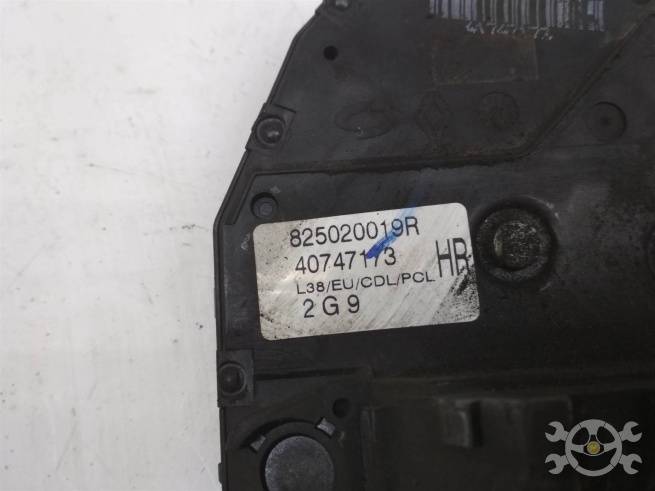 825020019R
40747173
HR
L38/EU/CDL/PCL
2G9